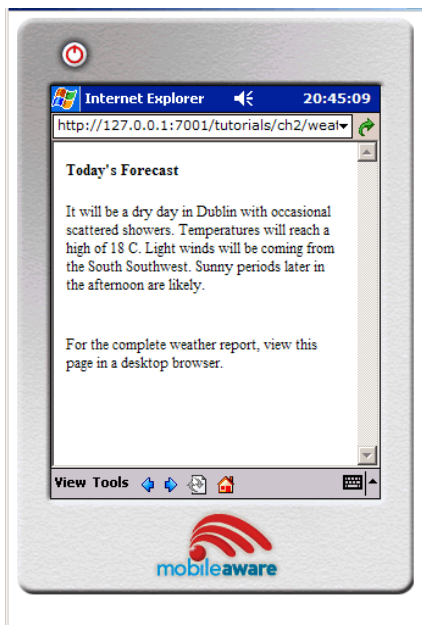 Internet Explorer 20:45:09
http://127.0.0.1:7001/tutorials/ch2/weat
Today's Forecast
It will be a dry day in Dublin with occasional
scattered showers. Temperatures will reach a
high of 18 C. Light winds will be coming from
the South Southwest. Sunny periods later in
the afternoon are likely.
For the complete weather report, view this
page in a desktop browser.
View Tools
mobileaware